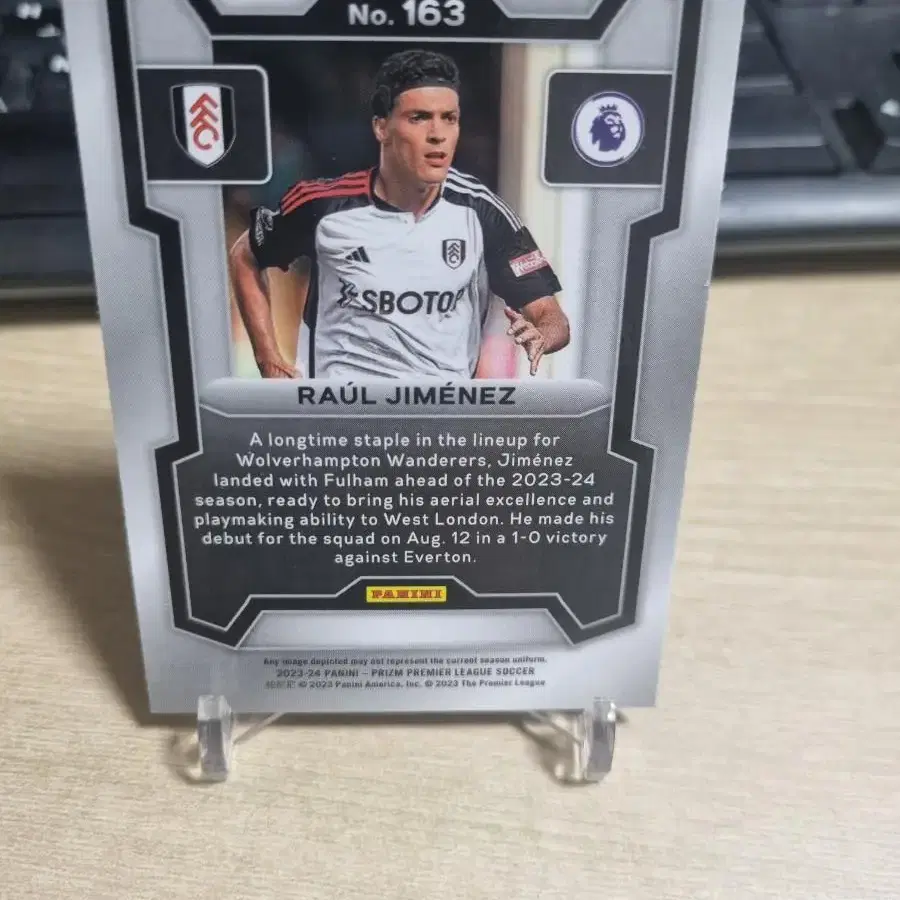 No. 163
FFC
SBOTOP
RAÚL JIMÉNEZ
A longtime staple in the lineup for
Wolverhampton Wanderers, Jiménez
landed with Fulham ahead of the 2023-24
season, ready to bring his aerial excellence and
playmaking ability to West London. He made his
debut for the squad on Aug. 12 in a 1-0 victory
against Everton.
PANINI
Any image depicted may not represent the current season uniform.
2023-24 PANINI – PRIZM PREMIER LEAGUE SOCCER
© 2023 Panini America, Inc. © 2023 The Premier League